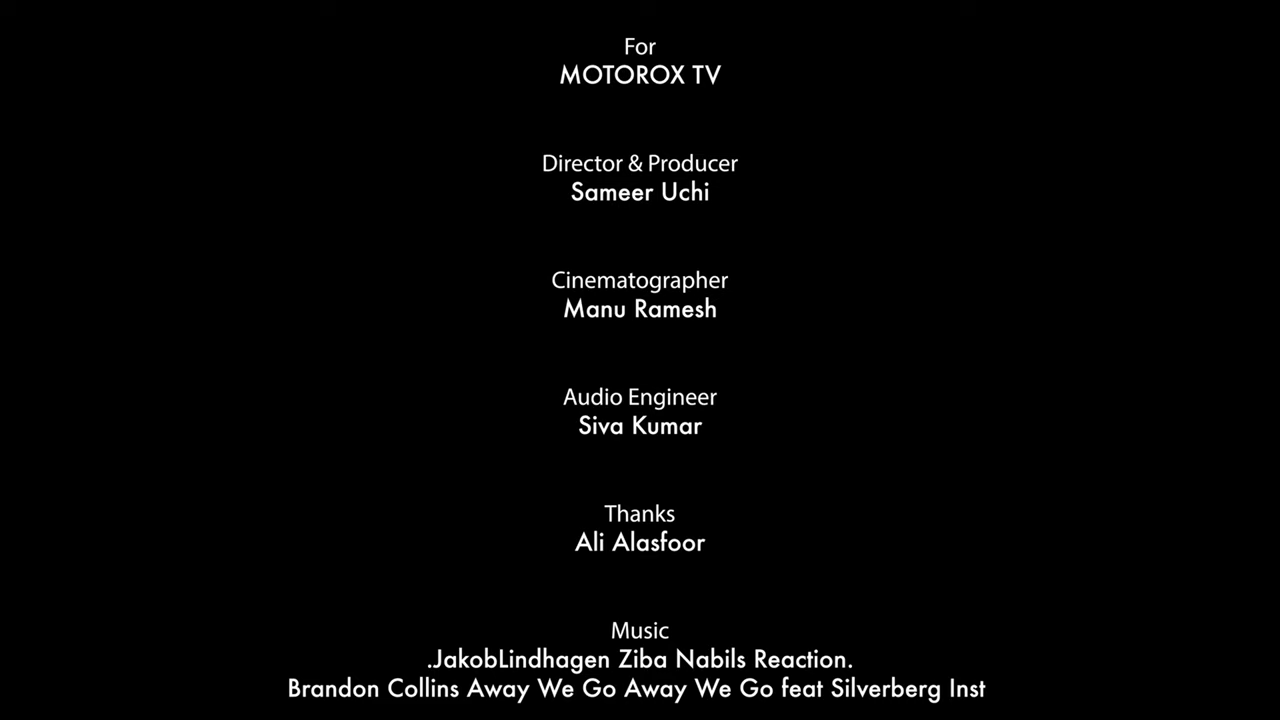 For
MOTOROX TV
Director & Producer
Sameer Uchi
Cinematographer
Manu Ramesh
Audio Engineer
Siva Kumar
Thanks
Ali Alasfoor
Music
.JakobLindhagen Ziba Nabils Reaction.
Brandon Collins Away We Go Away We Go feat Silverberg Inst